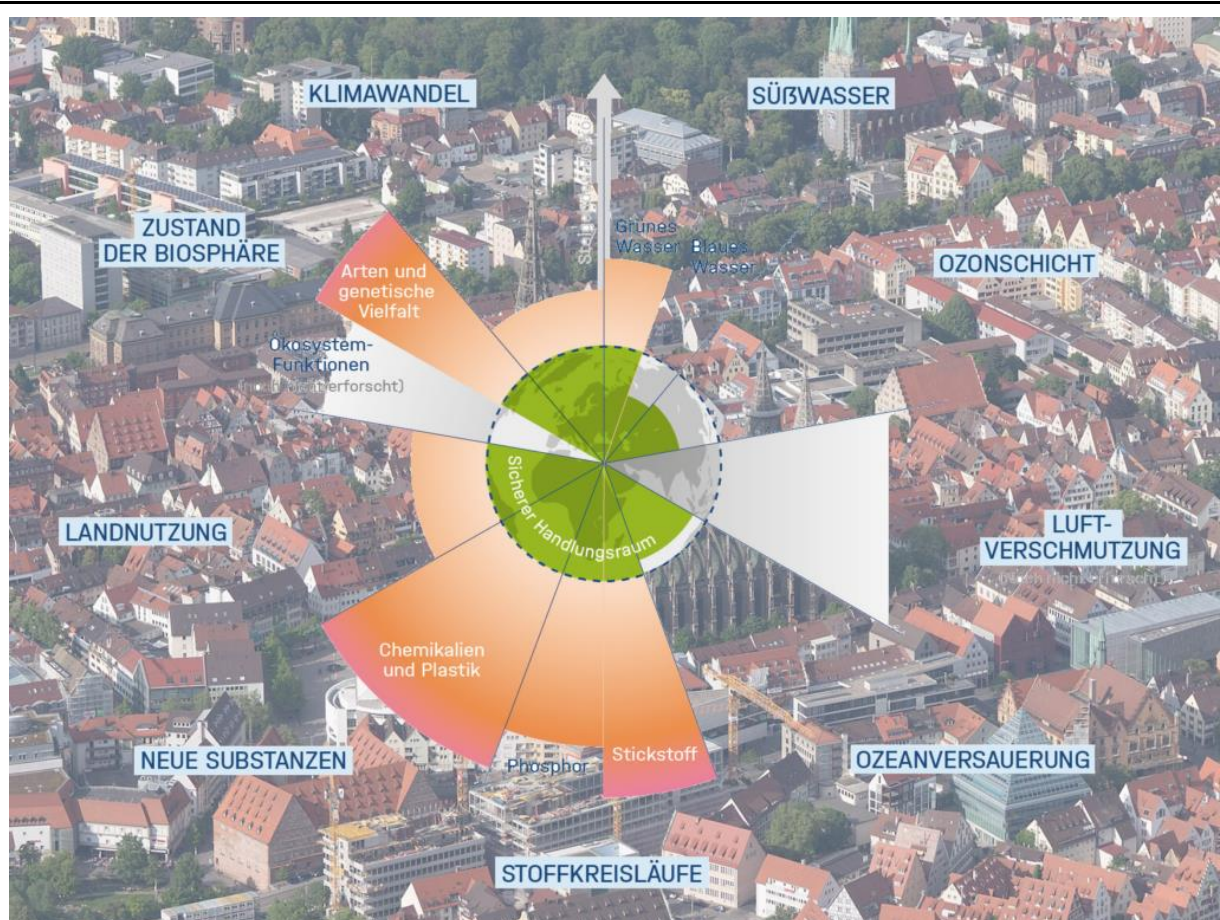 KLIMAWANDEL
SÜßWASSER
Grünes
Wasser
Blaues
Wasser
ZUSTAND
DER BIOSPHÄRE
OZONSCHICHT
Arten und
genetische
Vielfalt
Ökosystem-
Funktionen
erforscht)
Sicherer Handlungsraum
LANDNUTZUNG
LUFT-
VERSCHMUTZUNG
Chemikalien
und Plastik
NEUE SUBSTANZEN
Phosphor
Stickstoff
OZEANVERSAUERUNG
STOFFKREISLÄUFE